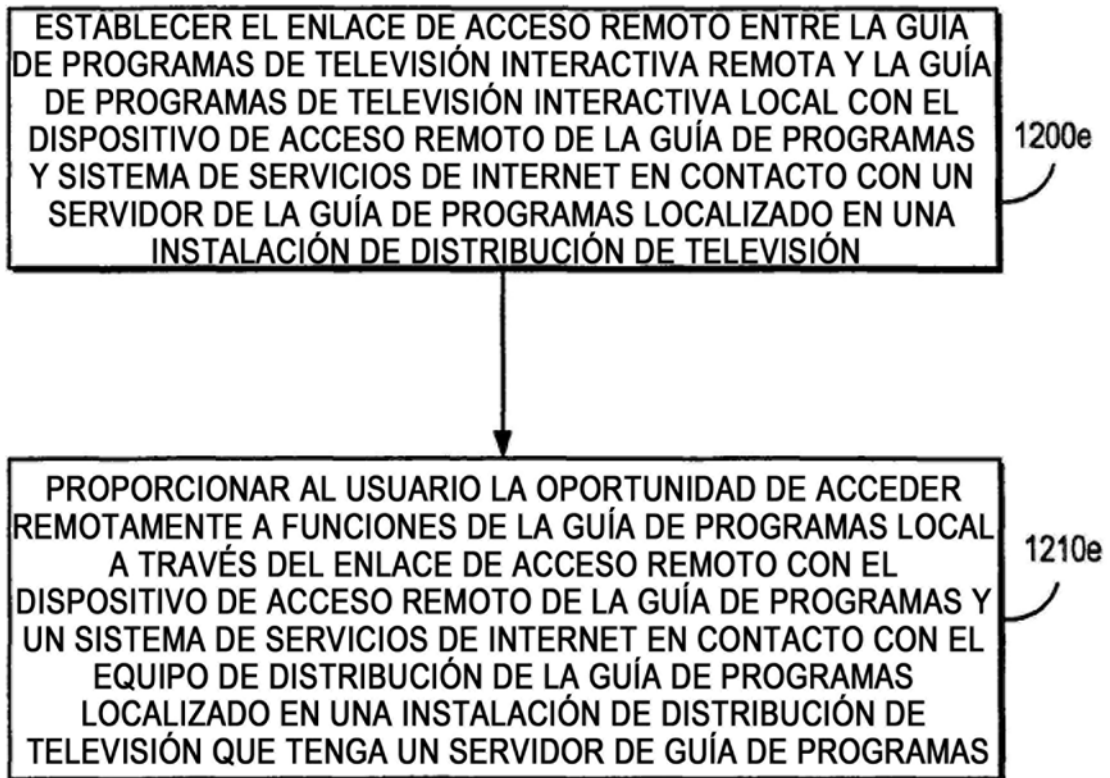 ESTABLECER EL ENLACE DE ACCESO REMOTO ENTRE LA GUÍA
DE PROGRAMAS DE TELEVISIÓN INTERACTIVA REMOTA Y LA GUÍA
DE PROGRAMAS DE TELEVISIÓN INTERACTIVA LOCAL CON EL
DISPOSITIVO DE ACCESO REMOTO DE LA GUÍA DE PROGRAMAS
Y SISTEMA DE SERVICIOS DE INTERNET EN CONTACTO CON UN
SERVIDOR DE LA GUÍA DE PROGRAMAS LOCALIZADO EN UNA
INSTALACIÓN DE DISTRIBUCIÓN DE TELEVISIÓN
1200e
PROPORCIONAR AL USUARIO LA OPORTUNIDAD DE ACCEDER
REMOTAMENTE A FUNCIONES DE LA GUÍA DE PROGRAMAS LOCAL
A TRAVÉS DEL ENLACE DE ACCESO REMOTO CON EL
DISPOSITIVO DE ACCESO REMOTO DE LA GUÍA DE PROGRAMAS Y
UN SISTEMA DE SERVICIOS DE INTERNET EN CONTACTO CON EL
EQUIPO DE DISTRIBUCIÓN DE LA GUÍA DE PROGRAMAS
LOCALIZADO EN UNA INSTALACIÓN DE DISTRIBUCIÓN DE
TELEVISIÓN QUE TENGA UN SERVIDOR DE GUÍA DE PROGRAMAS
1210e